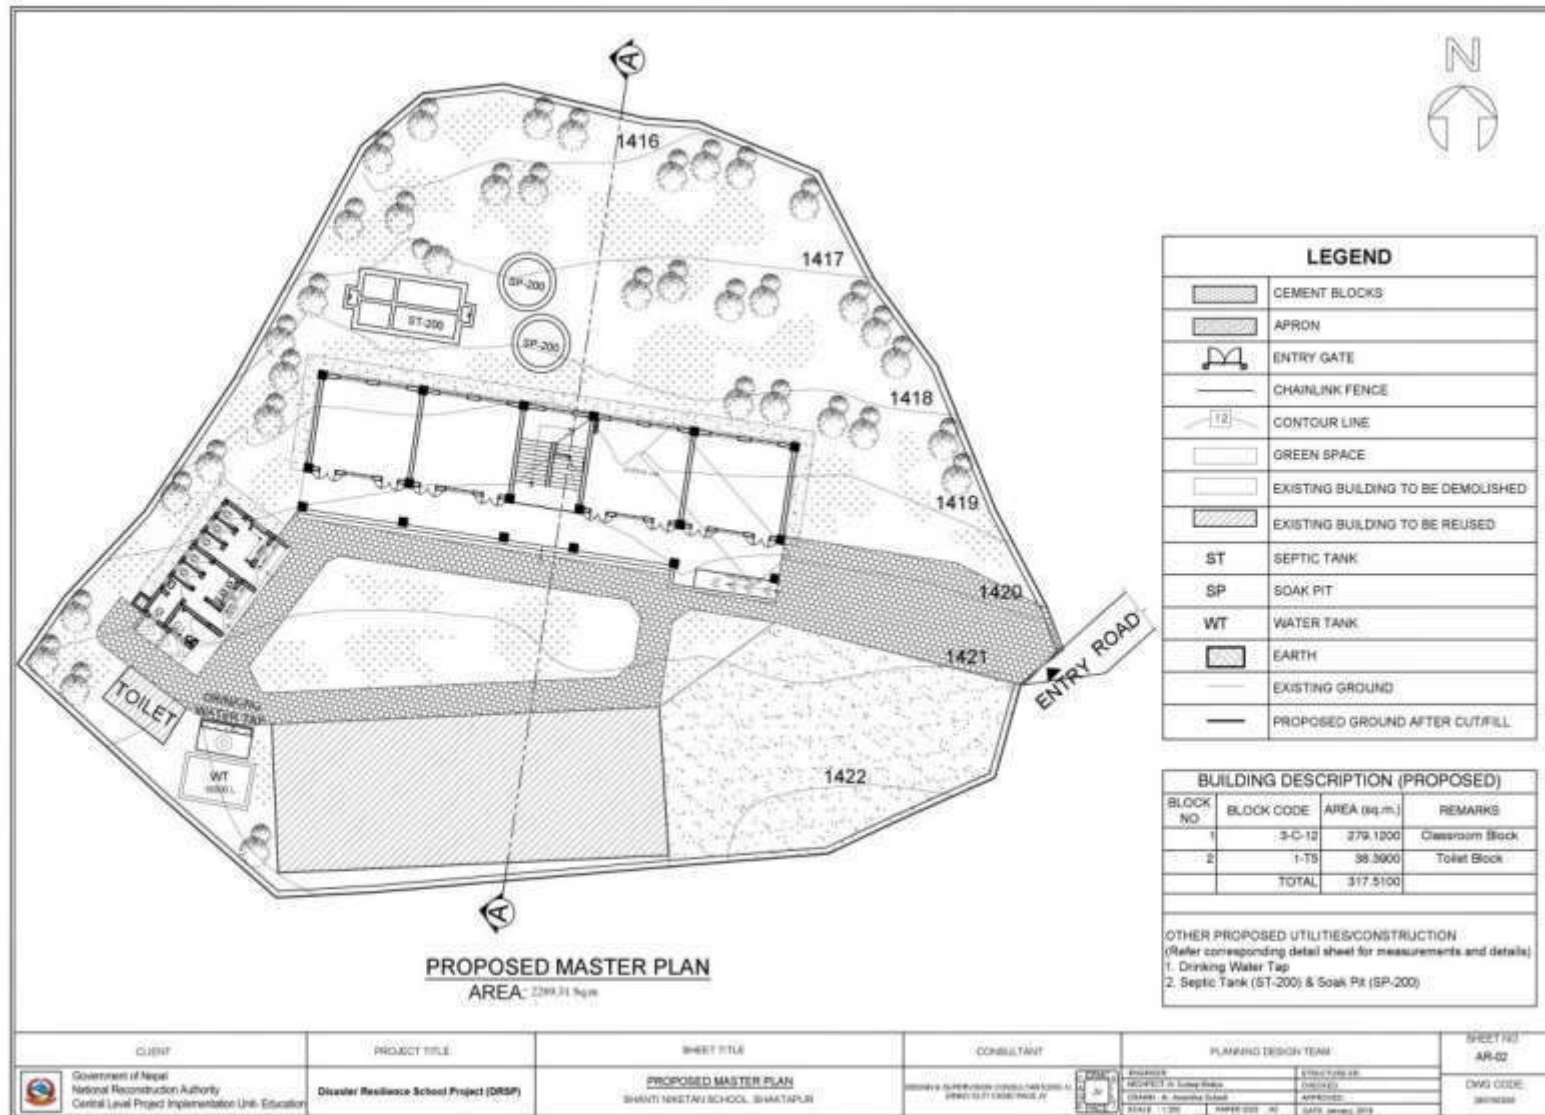 N
A
1416
1417
SP-200
ST-200
SP-200
1418
1419
1420
1421
ENTRY ROAD
TOILET
DRINKING
WATER TAP
WT
1422
A
PROPOSED MASTER PLAN
AREA:
LEGEND
CEMENT BLOCKS
APRON
ENTRY GATE
CHAINLINK FENCE
12 CONTOUR LINE
GREEN SPACE
EXISTING BUILDING TO BE DEMOLISHED
EXISTING BUILDING TO BE REUSED
ST SEPTIC TANK
SP SOAK PIT
WT WATER TANK
EARTH
EXISTING GROUND
PROPOSED GROUND AFTER CUT/FILL
BUILDING DESCRIPTION (PROPOSED)
BLOCK NO BLOCK CODE AREA (sq.m.) REMARKS
1 3-C-12 279.1200 Classroom Block
2 1-T5 38.3900 Toilet Block
TOTAL 317.5100
OTHER PROPOSED UTILITIES/CONSTRUCTION
(Refer corresponding detail sheet for measurements and details)
1. Drinking Water Tap
2. Septic Tank (ST-200) & Soak Pit (SP-200)
CLIENT
Government of Nepal
National Reconstruction Authority
Central Level Project Implementation Unit- Education
PROJECT TITLE
Disaster Resilience School Project (DRSP)
SHEET TITLE
PROPOSED MASTER PLAN
SHANTI NIKETAN SCHOOL, BHAKTAPUR
CONSULTANT
PLANNING DESIGN TEAM
SHEET NO.
AR-02
DWG CODE